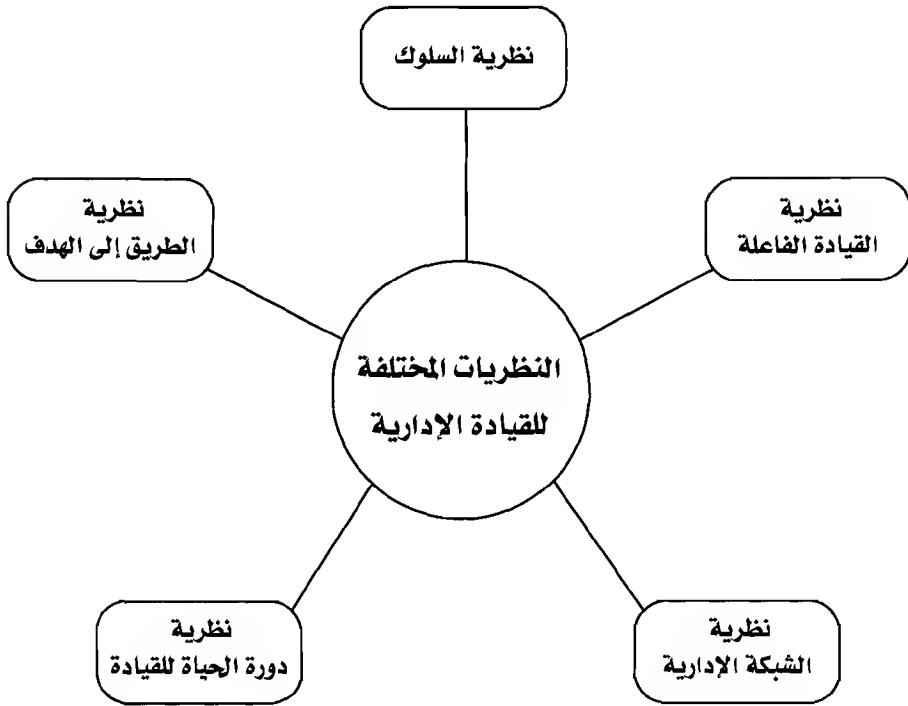 نظرية السلوك
نظرية
القيادة الفاعلة
نظرية
الطريق إلى الهدف
النظريات المختلفة
للقيادة الإدارية
نظرية
الشبكة الإدارية
نظرية
دورة الحياة للقيادة